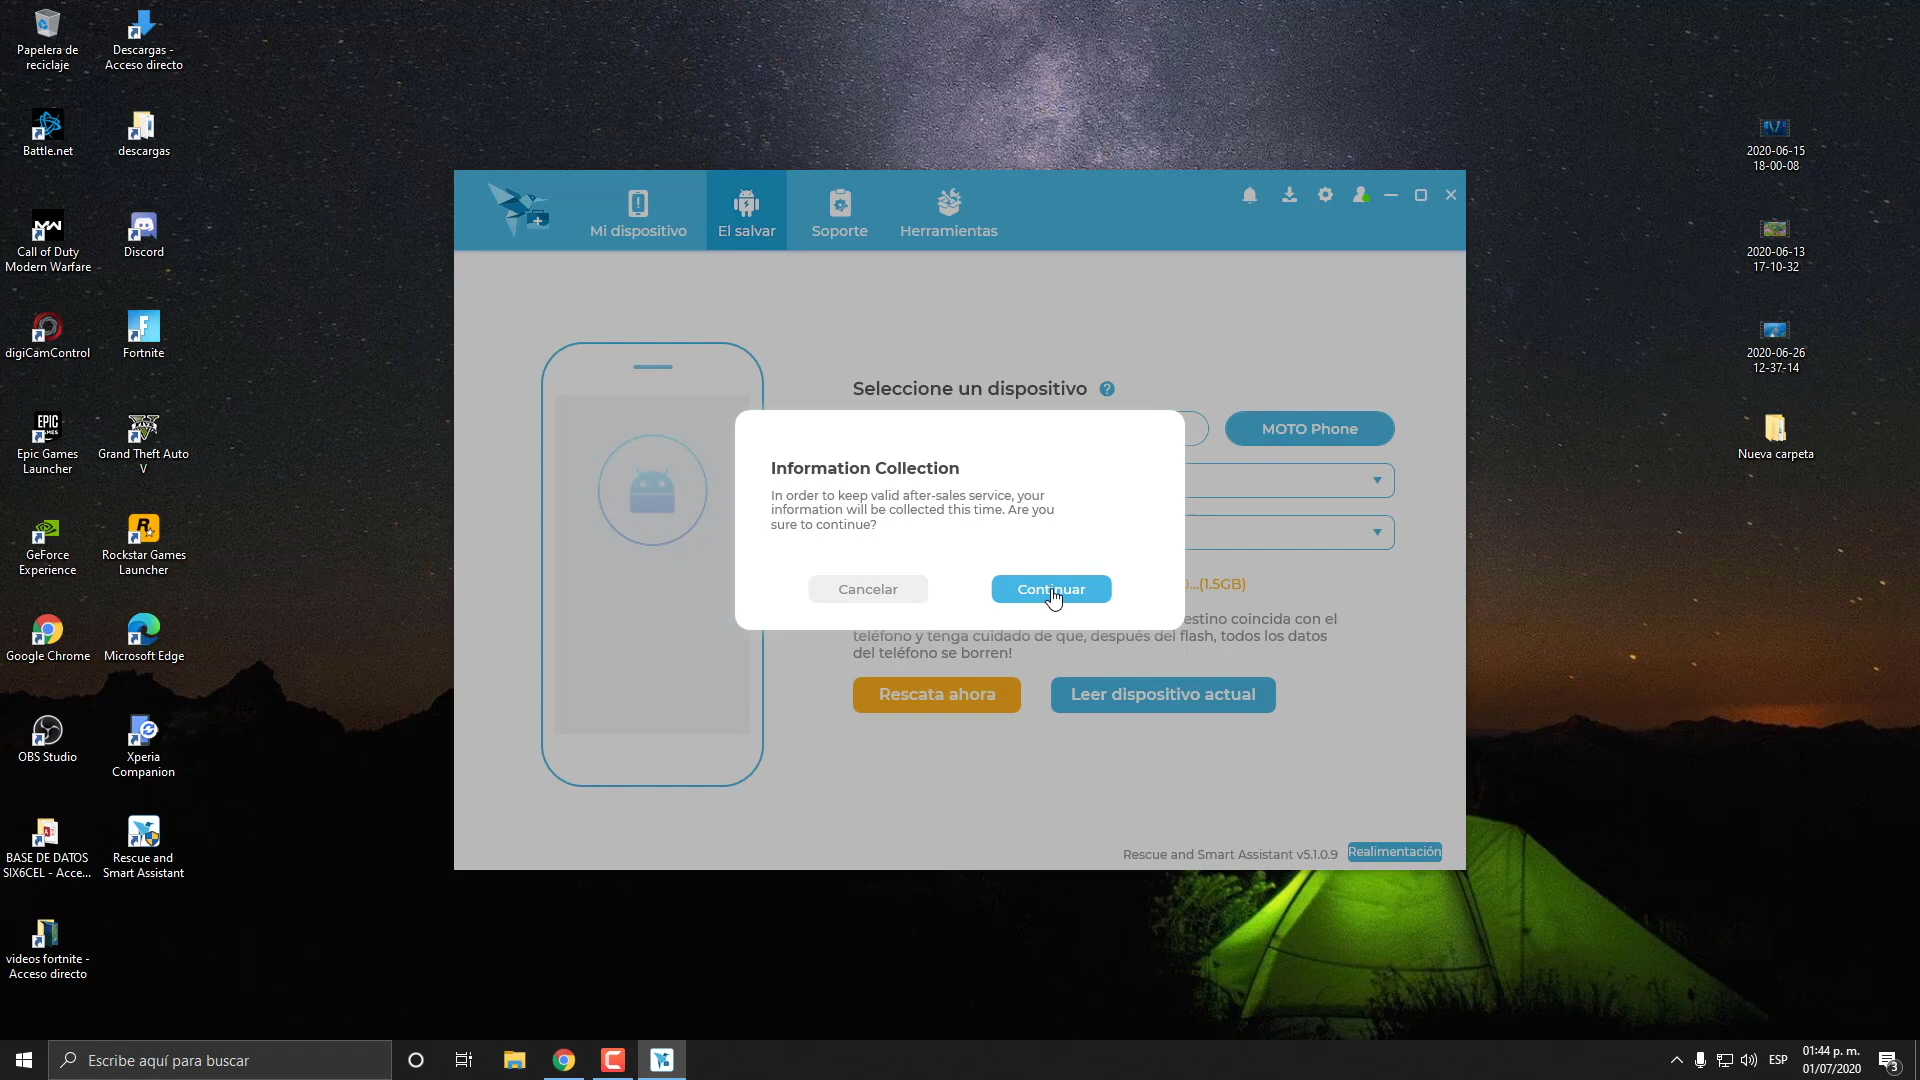 Papelera de
reciclaje
Descargas -
Acceso directo
Battle.net
descargas
Call of Duty
Modern Warfare
Discord
digiCamControl
Fortnite
EPIC
GAMES
Epic Games
Launcher
Grand Theft Auto
V
GeForce
Experience
Rockstar Games
Launcher
Google Chrome
Microsoft Edge
OBS Studio
Xperia
Companion
BASE DE DATOS
SIX6CEL - Acce...
Rescue and
Smart Assistant
videos fortnite -
Acceso directo
2020-06-15
18-00-08
2020-06-13
17-10-32
2020-06-26
12-37-14
Nueva carpeta
Mi dispositivo
El salvar
Soporte
Herramientas
Seleccione un dispositivo
MOTO Phone
Information Collection
In order to keep valid after-sales service, your
information will be collected this time. Are you
sure to continue?
Cancelar
Continuar
...(1.5GB)
estino coincida con el
teléfono y tenga cuidado de que, después del flash, todos los datos
del teléfono se borren!
Rescata ahora
Leer dispositivo actual
Rescue and Smart Assistant v5.1.0.9
Realimentación
Escribe aquí para buscar
ESP
01:44 p. m.
01/07/2020
3